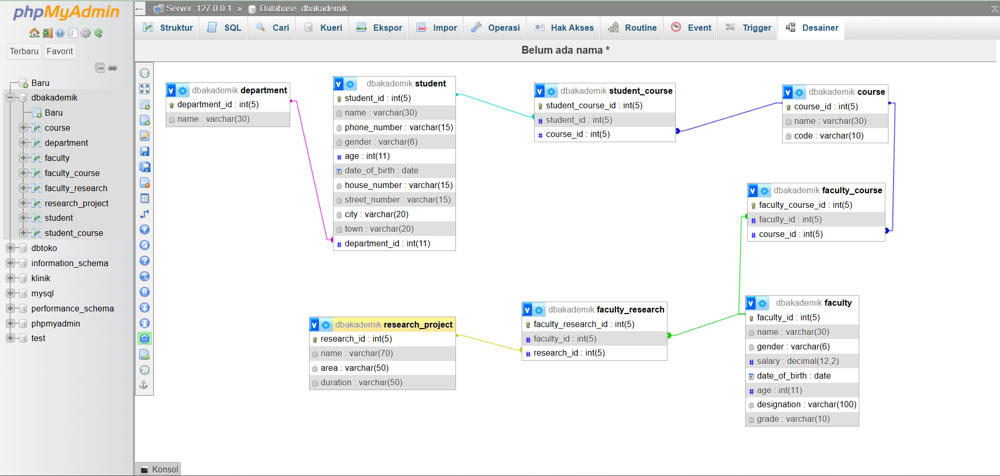 phpMyAdmin
Terbaru Favorit
Baru
dbakademik
Baru
course
department
faculty
faculty_course
faculty_research
research_project
student
student_course
dbtoko
information_schema
klinik
mysql
performance_schema
phpmyadmin
test
Server: 127.0.0.1 » Database: dbakademik
Struktur SQL Cari Kueri Ekspor Impor Operasi Hak Akses Routine Event Trigger Desainer
Belum ada nama *
v dbakademik department
department_id : int(5)
name : varchar(30)
v dbakademik student
student_id : int(5)
name : varchar(30)
phone_number : varchar(15)
gender : varchar(6)
# age : int(11)
date_of_birth : date
house_number : varchar(15)
street_number : varchar(15)
city : varchar(20)
town : varchar(20)
# department_id : int(11)
v dbakademik student_course
student_course_id : int(5)
# student_id : int(5)
# course_id : int(5)
v dbakademik course
course_id : int(5)
name : varchar(30)
code : varchar(10)
v dbakademik faculty_course
faculty_course_id : int(5)
# faculty_id : int(5)
# course_id : int(5)
v dbakademik research_project
research_id : int(5)
name : varchar(70)
area : varchar(50)
duration : varchar(50)
v dbakademik faculty_research
faculty_research_id : int(5)
# faculty_id : int(5)
# research_id : int(5)
v dbakademik faculty
faculty_id : int(5)
name : varchar(30)
gender : varchar(6)
# salary : decimal(12,2)
date_of_birth : date
# age : int(11)
designation : varchar(100)
grade : varchar(10)
Konsol